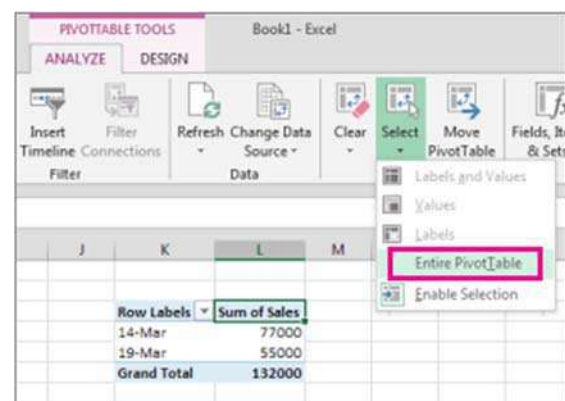 PIVOTTABLE TOOLS Book1 - Excel
ANALYZE DESIGN
Insert Filter Refresh Change Data Clear Select Move Fields, It
Timeline Connections Source PivotTable & Sets
Filter Data
Labels and Values
Values
Labels
Entire PivotTable
Enable Selection
J K L M
Row Labels Sum of Sales
14-Mar 77000
19-Mar 55000
Grand Total 132000